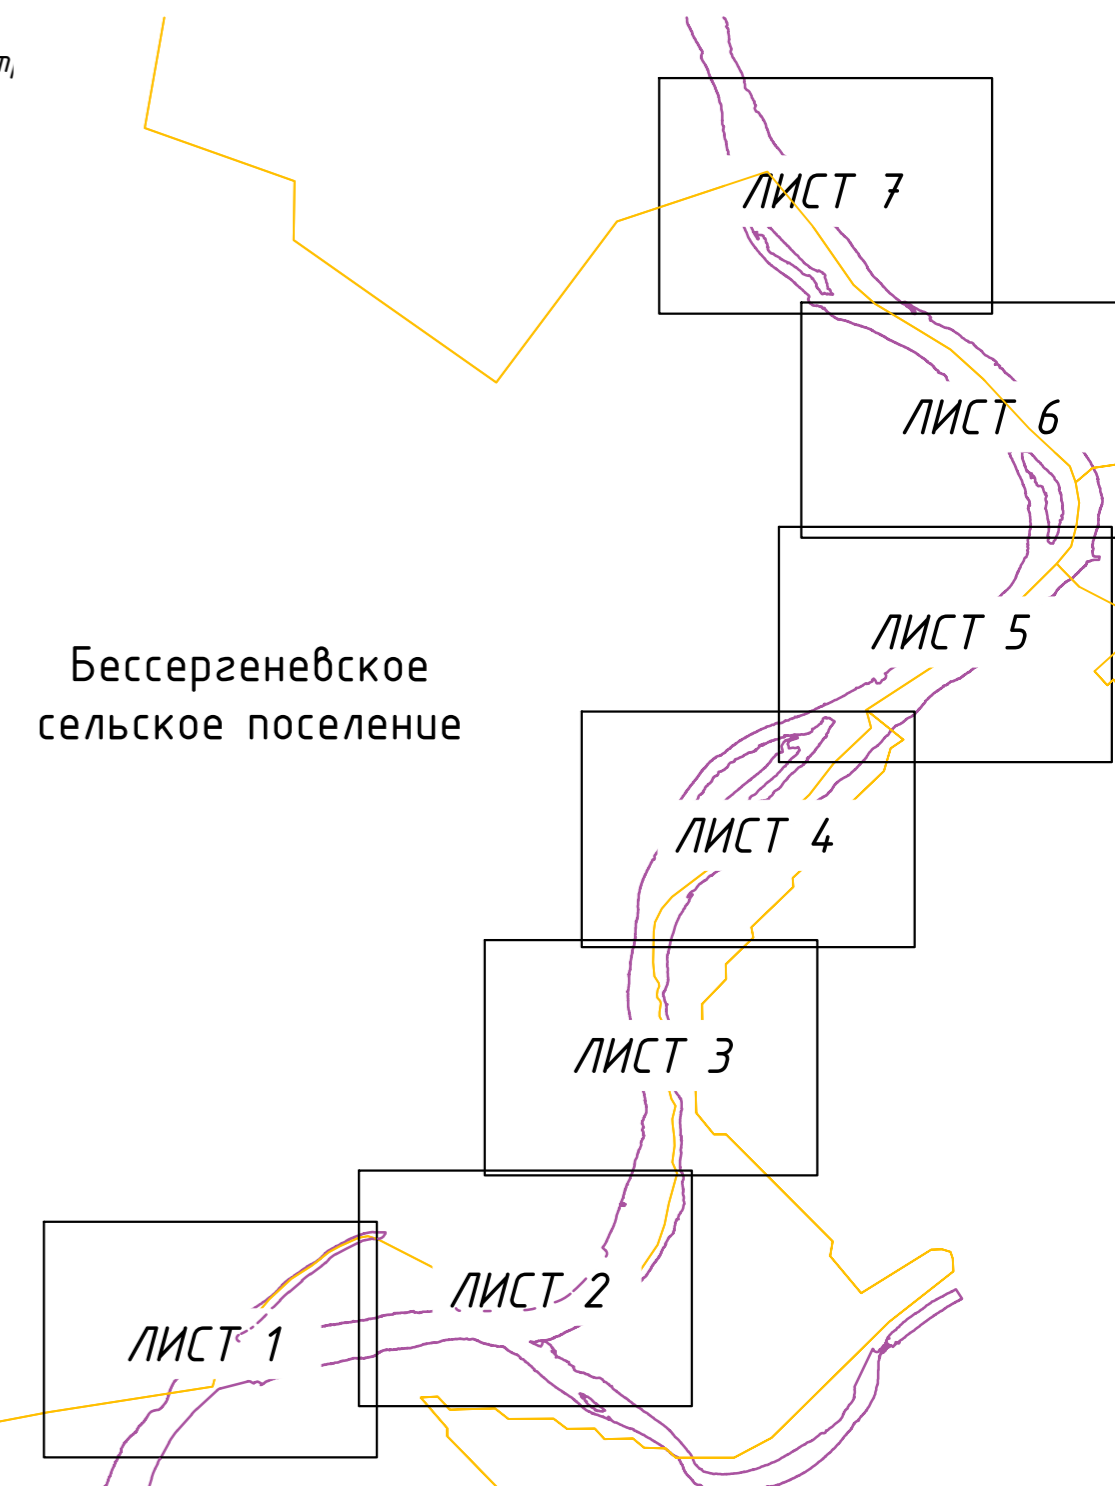 ЛИСТ 7
ЛИСТ 6
ЛИСТ 5
Бессергеневское
сельское поселение
ЛИСТ 4
ЛИСТ 3
ЛИСТ 2
ЛИСТ 1